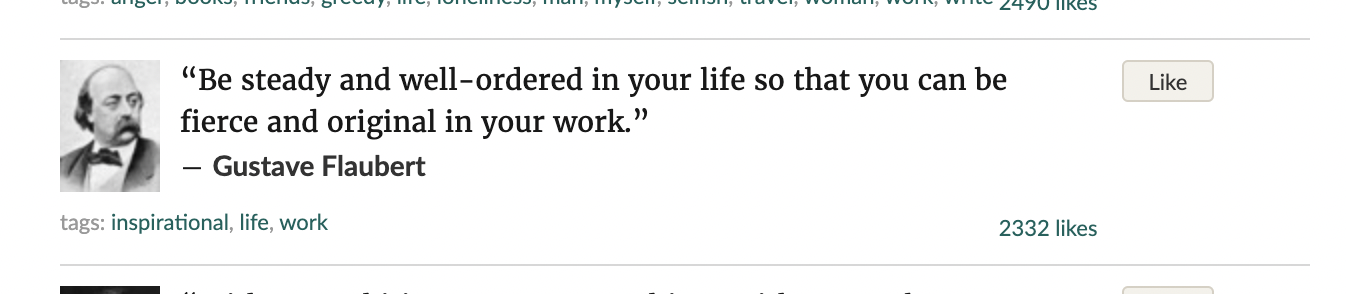 tags: anger, books, friends, greedy, life, loneliness, man, myself, selfish, travel, woman, work, write 2490 likes
“Be steady and well-ordered in your life so that you can be
Like
fierce and original in your work.”
— Gustave Flaubert
tags: inspirational, life, work
2332 likes